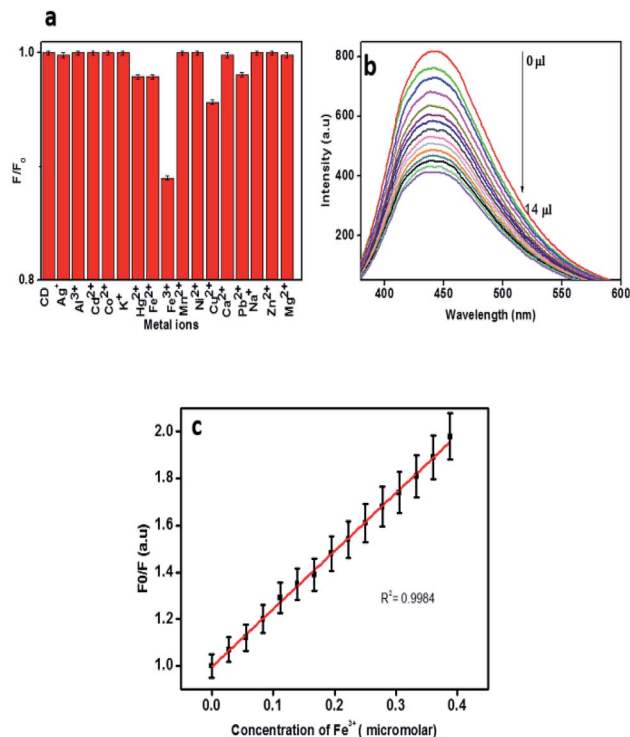 a
1.0
F/Fo
0.8
CD Ag+ Al3+ Cd2+ Co2+ K+ Hg2+ Fe2+ Fe3+ Mn2+ Ni2+ Cu2+ Ca2+ Pb2+ Na+ Zn2+ Mg2+
Metal ions
b
800
600
400
200
Intensity (a.u)
0 µl
14 µl
400 450 500 550 600
Wavelength (nm)
c
2.0
1.8
1.6
1.4
1.2
1.0
F0/F (a.u)
R2= 0.9984
0.0 0.1 0.2 0.3 0.4
Concentration of Fe3+ ( micromolar)